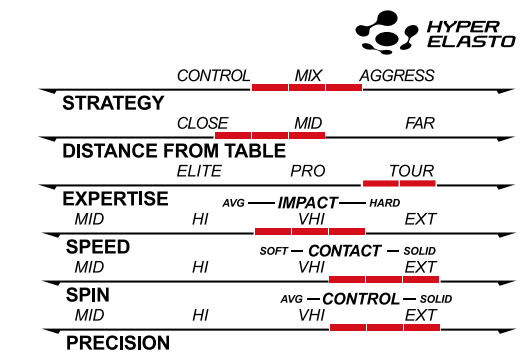 HYPER
ELASTO
CONTROL MIX AGGRESS
STRATEGY
CLOSE MID FAR
DISTANCE FROM TABLE
ELITE PRO TOUR
EXPERTISE AVG IMPACT HARD
MID HI VHI EXT
SPEED SOFT CONTACT SOLID
MID HI VHI EXT
SPIN AVG CONTROL SOLID
MID HI VHI EXT
PRECISION